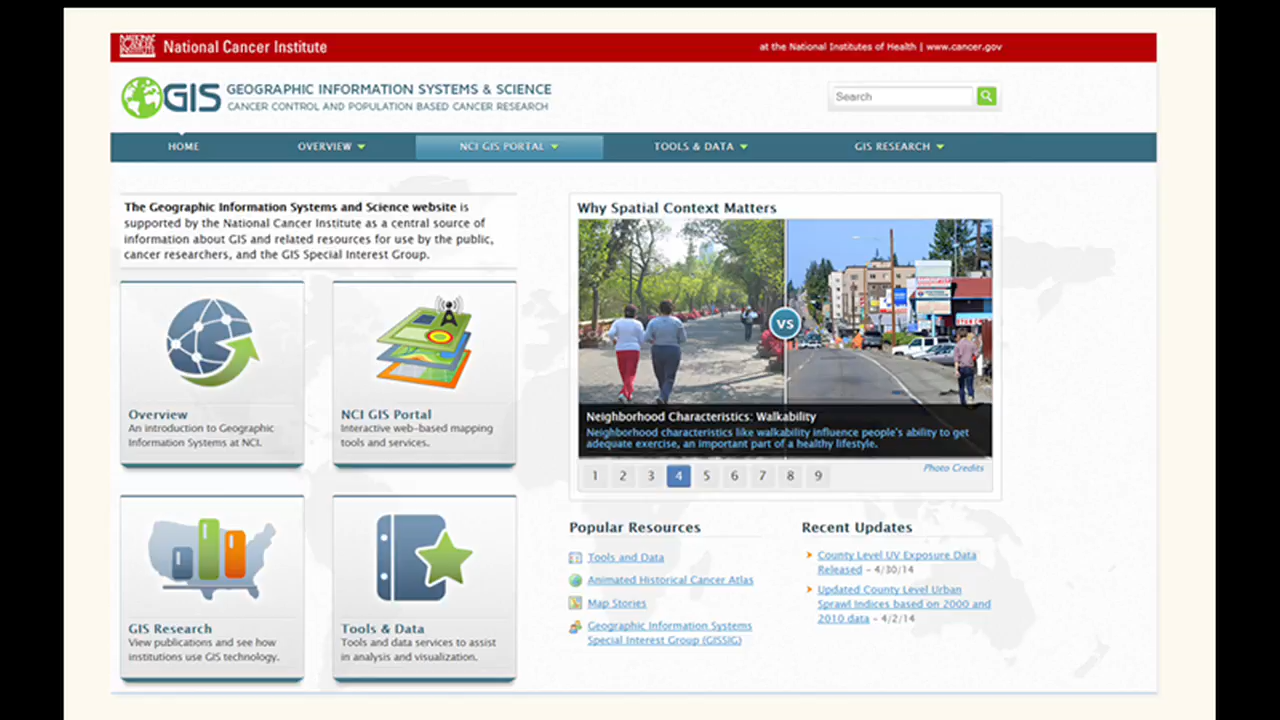 National Cancer Institute
at the National Institutes of Health | www.cancer.gov
GIS GEOGRAPHIC INFORMATION SYSTEMS & SCIENCE
CANCER CONTROL AND POPULATION BASED CANCER RESEARCH
Search
HOME
OVERVIEW
NCI GIS PORTAL
TOOLS & DATA
GIS RESEARCH
The Geographic Information Systems and Science website is
supported by the National Cancer Institute as a central source of
information about GIS and related resources for use by the public,
cancer researchers, and the GIS Special Interest Group.
Overview
An introduction to Geographic
Information Systems at NCI.
NCI GIS Portal
Interactive web-based mapping
tools and services.
GIS Research
View publications and see how
institutions use GIS technology.
Tools & Data
Tools and data services to assist
in analysis and visualization.
Why Spatial Context Matters
VS
Neighborhood Characteristics: Walkability
Neighborhood characteristics like walkability influence people's ability to get
adequate exercise, an important part of a healthy lifestyle.
1 2 3 4 5 6 7 8 9
Photo Credits
Popular Resources
Tools and Data
Animated Historical Cancer Atlas
Map Stories
Geographic Information Systems
Special Interest Group (GISSIG)
Recent Updates
County Level UV Exposure Data
Released - 4/30/14
Updated County Level Urban
Sprawl Indices based on 2000 and
2010 data - 4/2/14